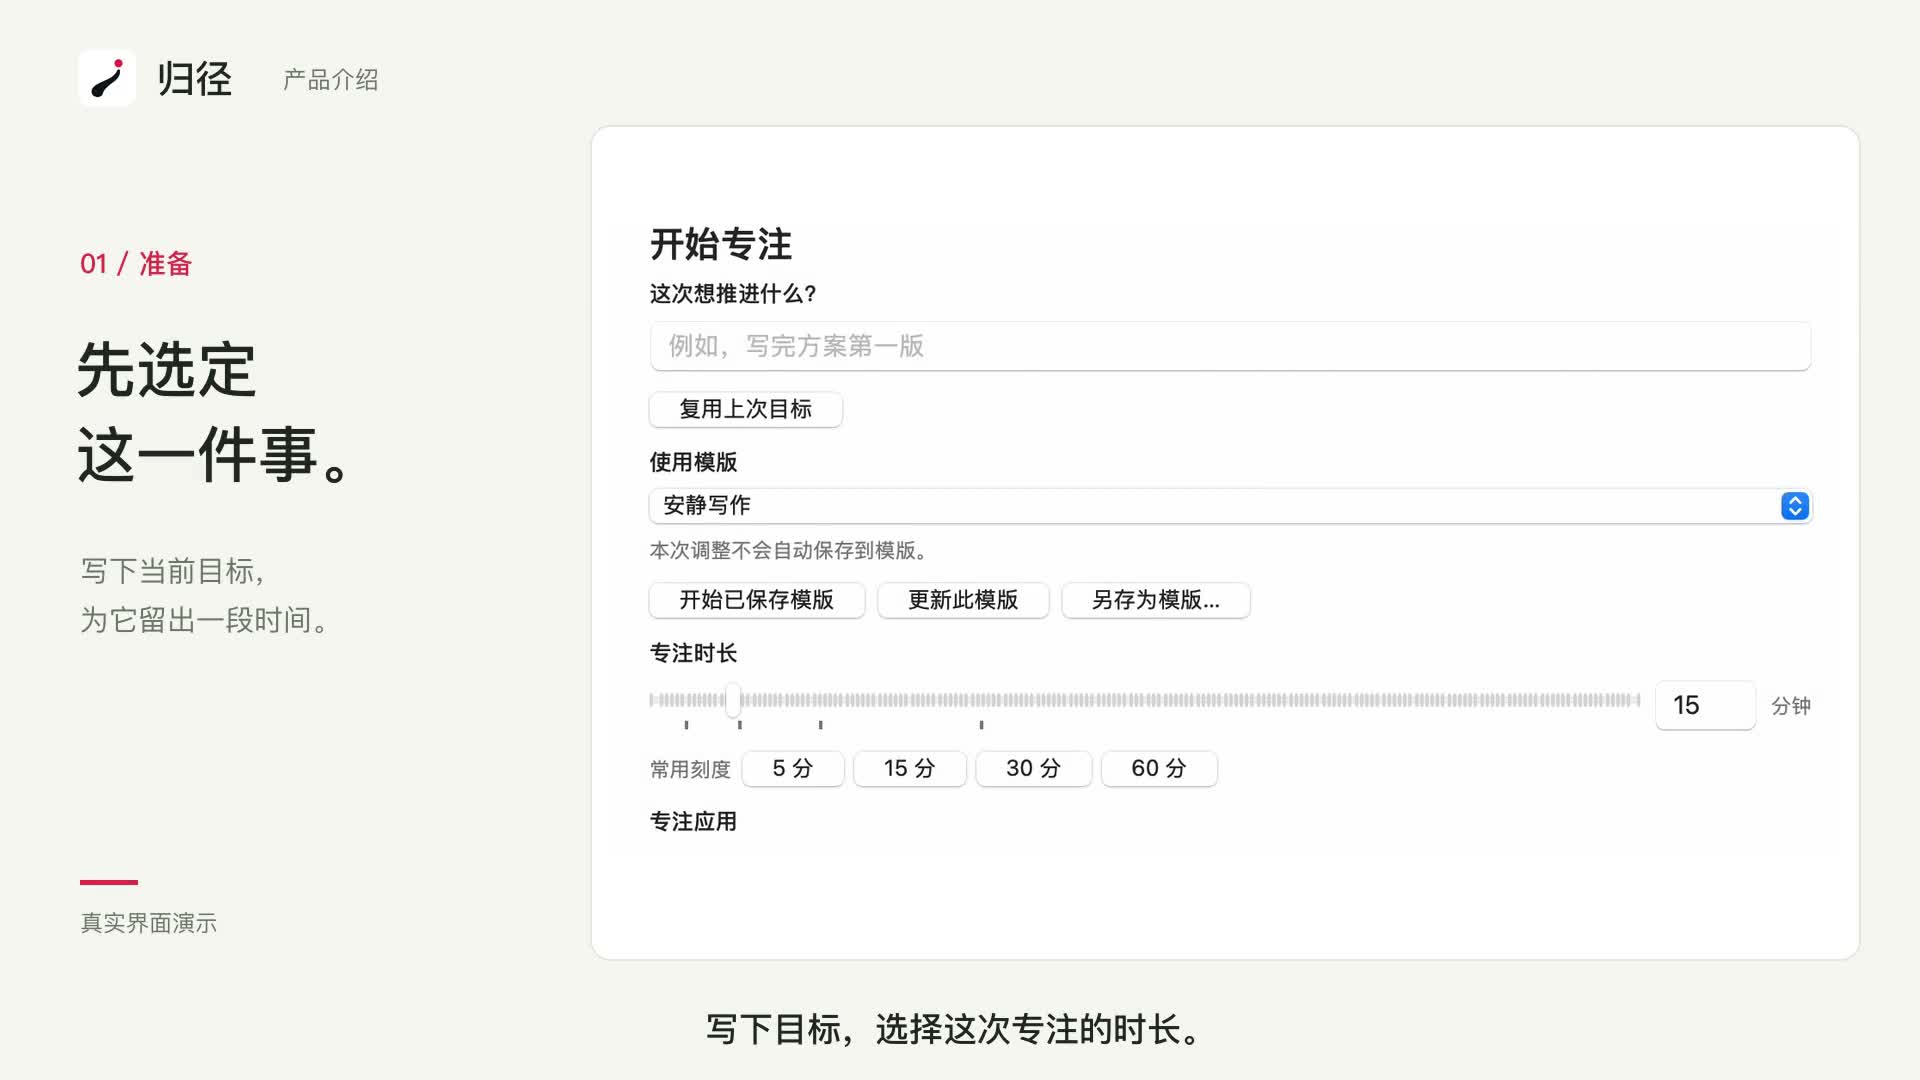 归径 产品介绍
01 / 准备
先选定
这一件事。
写下当前目标，
为它留出一段时间。
真实界面演示
开始专注
这次想推进什么？
例如，写完方案第一版
复用上次目标
使用模版
安静写作
本次调整不会自动保存到模版。
开始已保存模版 更新此模版 另存为模版...
专注时长
15 分钟
常用刻度 5 分 15 分 30 分 60 分
专注应用
写下目标，选择这次专注的时长。